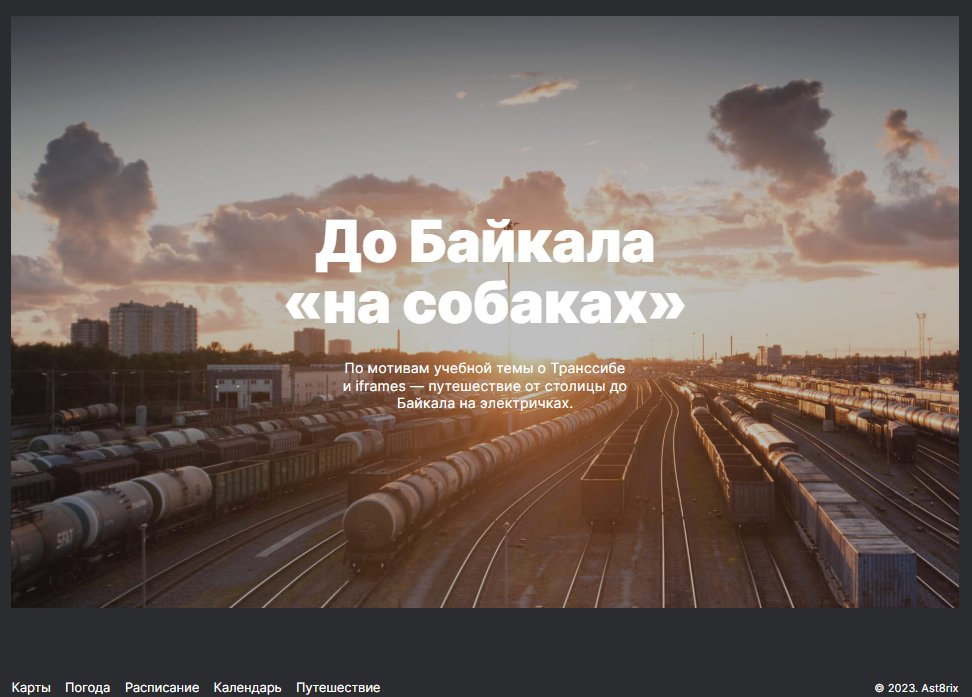 До Байкала
«на собаках»
По мотивам учебной темы о Транссибе
и iframes — путешествие от столицы до
Байкала на электричках.
Карты Погода Расписание Календарь Путешествие
© 2023. Ast8rix